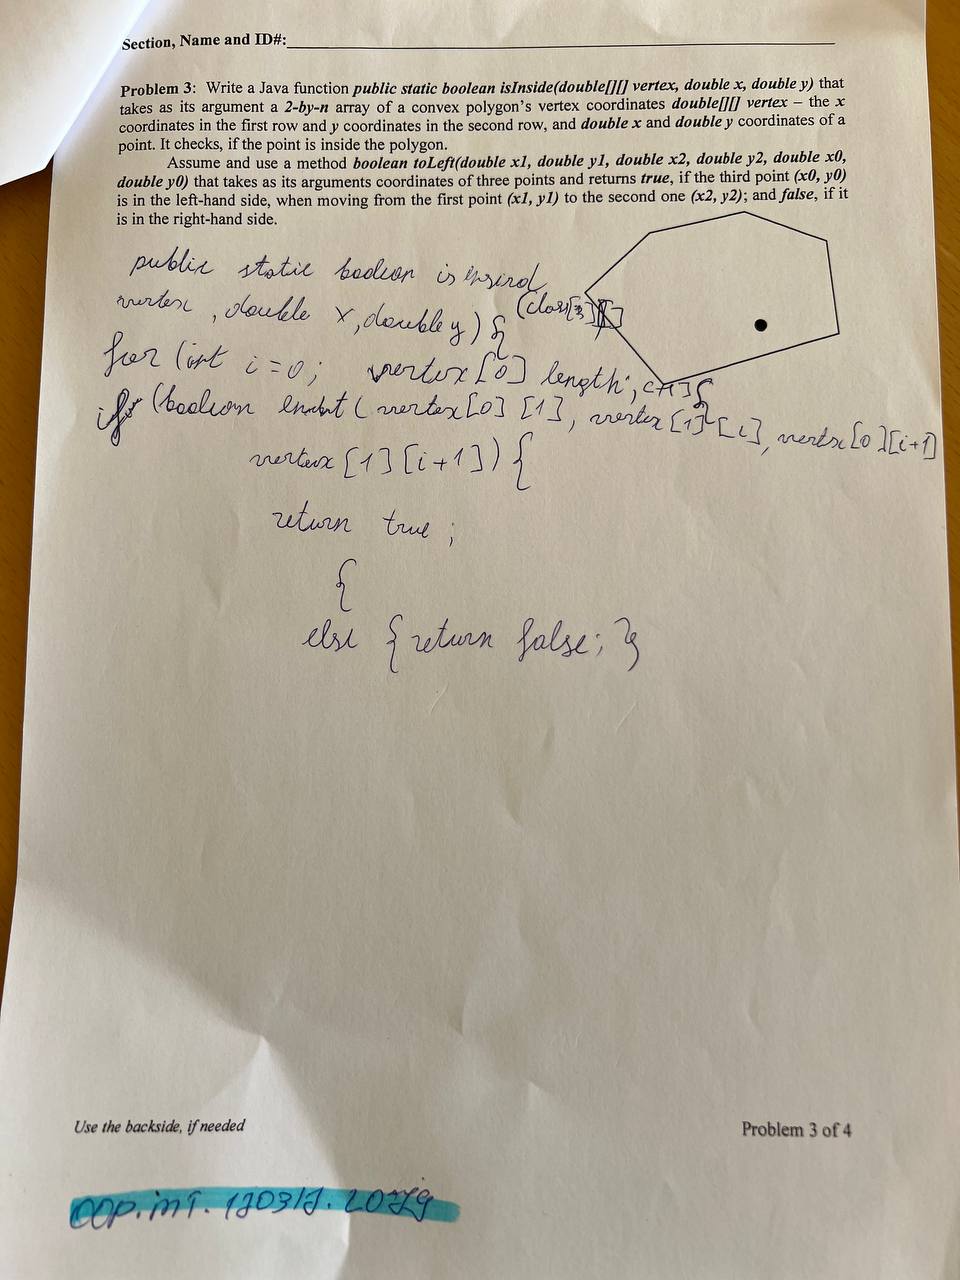 Section, Name and ID#:
Problem 3: Write a Java function public static boolean isInside(double[][] vertex, double x, double y) that
takes as its argument a 2-by-n array of a convex polygon's vertex coordinates double[][] vertex – the x
coordinates in the first row and y coordinates in the second row, and double x and double y coordinates of a
point. It checks, if the point is inside the polygon.
Assume and use a method boolean toLeft(double x1, double y1, double x2, double y2, double x0,
double y0) that takes as its arguments coordinates of three points and returns true, if the third point (x0, y0)
is in the left-hand side, when moving from the first point (x1, y1) to the second one (x2, y2); and false, if it
is in the right-hand side.
public static boolean is
vertex , double x, double y) {
for (int i=0; vertex [0] length;
if (boolean ( vertex [0] [1], vertex [1] [i], vertex [0][i+1]
vertex [1] [i+1]) {
return true ;
{
else { return false; }
Use the backside, if needed
Problem 3 of 4